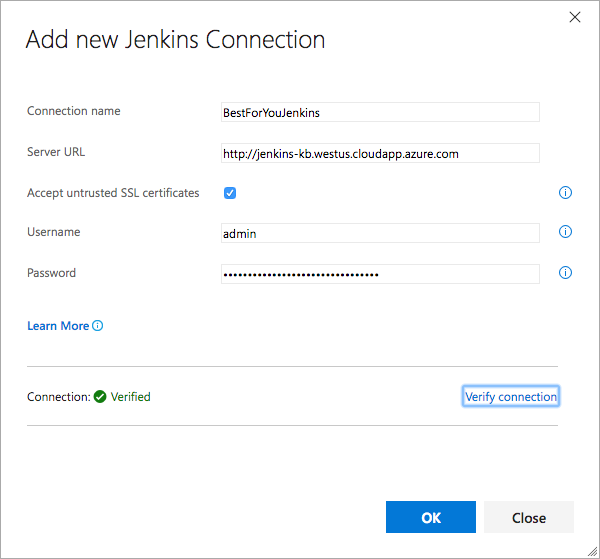 Add new Jenkins Connection
Connection name
BestForYouJenkins
Server URL
http://jenkins-kb.westus.cloudapp.azure.com
Accept untrusted SSL certificates
Username
admin
Password
••••••••••••••••••••••••••••••••
Learn More
Connection: Verified
Verify connection
OK
Close